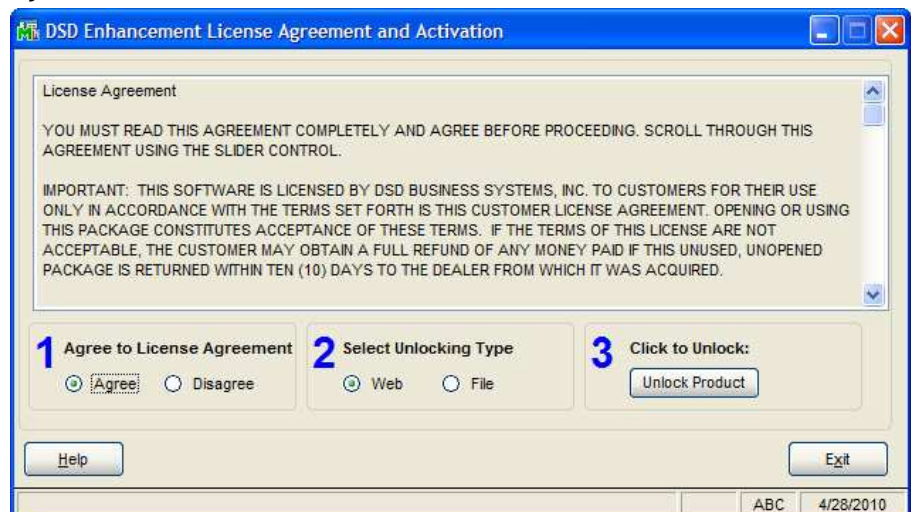 DSD Enhancement License Agreement and Activation
License Agreement
YOU MUST READ THIS AGREEMENT COMPLETELY AND AGREE BEFORE PROCEEDING. SCROLL THROUGH THIS
AGREEMENT USING THE SLIDER CONTROL.
IMPORTANT: THIS SOFTWARE IS LICENSED BY DSD BUSINESS SYSTEMS, INC. TO CUSTOMERS FOR THEIR USE
ONLY IN ACCORDANCE WITH THE TERMS SET FORTH IS THIS CUSTOMER LICENSE AGREEMENT. OPENING OR USING
THIS PACKAGE CONSTITUTES ACCEPTANCE OF THESE TERMS. IF THE TERMS OF THIS LICENSE ARE NOT
ACCEPTABLE, THE CUSTOMER MAY OBTAIN A FULL REFUND OF ANY MONEY PAID IF THIS UNUSED, UNOPENED
PACKAGE IS RETURNED WITHIN TEN (10) DAYS TO THE DEALER FROM WHICH IT WAS ACQUIRED.
1 Agree to License Agreement
Agree Disagree
2 Select Unlocking Type
Web File
3 Click to Unlock:
Unlock Product
Help Exit
ABC 4/28/2010